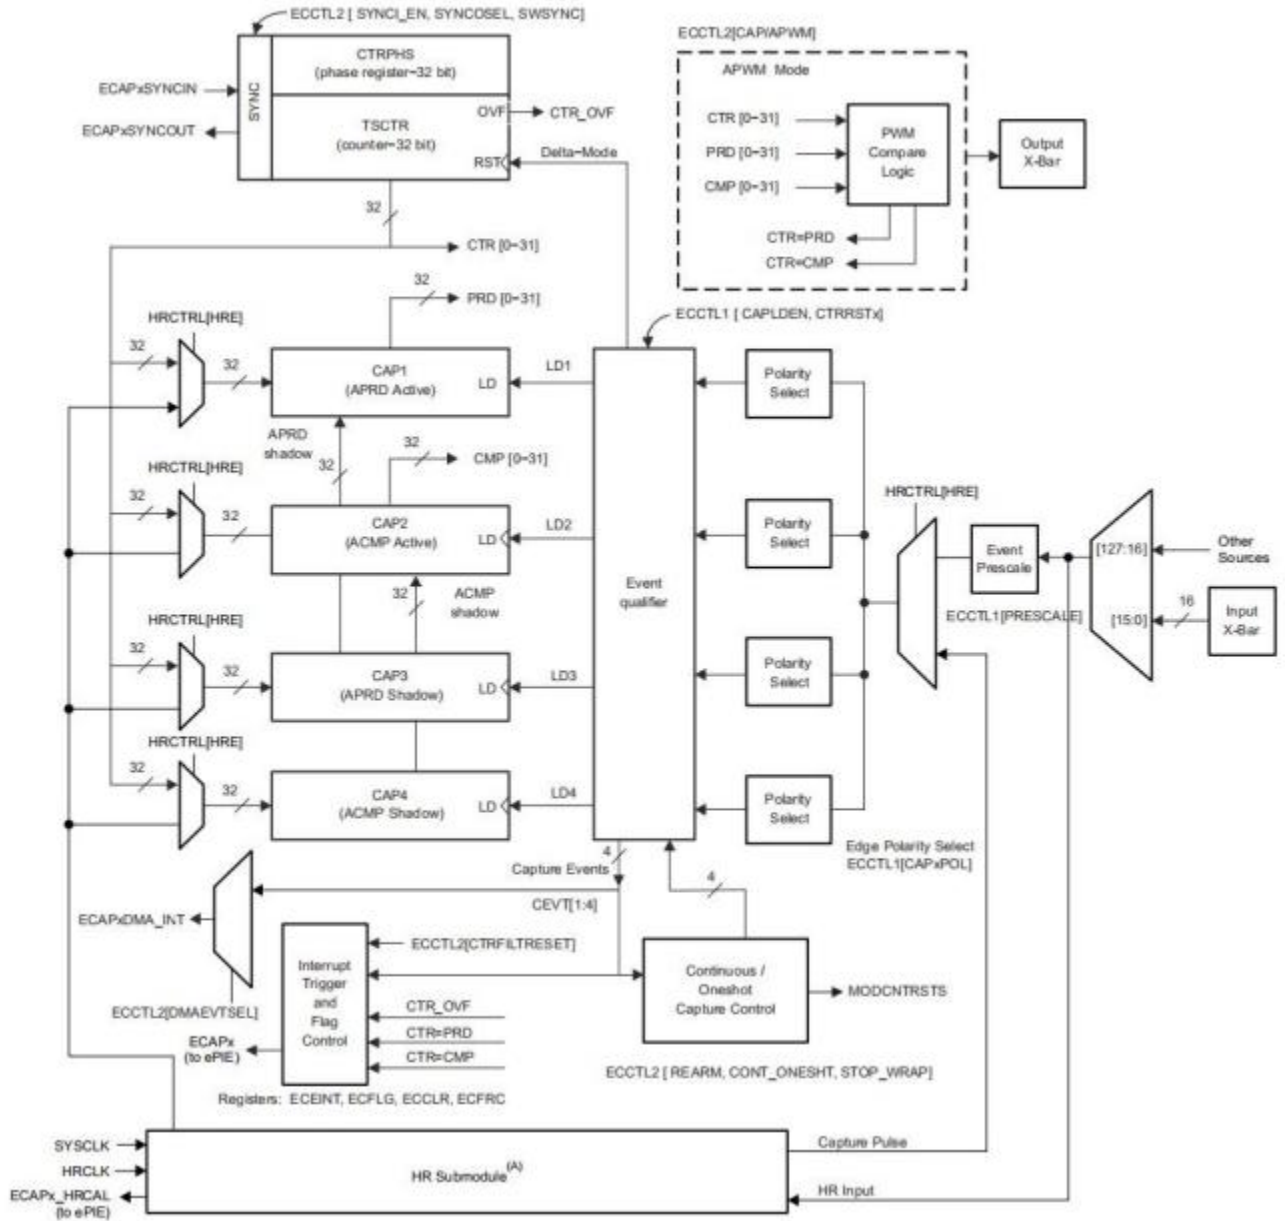 ECCTL2 [ SYNCI_EN, SYNCOSEL, SWSYNC]
ECCTL2[CAP/APWM]
SYNC
CTRPHS
(phase register−32 bit)
APWM Mode
ECAPxSYNCIN
OVF
CTR_OVF
CTR [0−31]
PWM
Compare
Logic
Output
X-Bar
ECAPxSYNCOUT
TSCTR
(counter−32 bit)
RST
Delta−Mode
PRD [0−31]
CMP [0−31]
32
CTR=PRD
CTR [0−31]
CTR=CMP
32
PRD [0−31]
HRCTRL[HRE]
ECCTL1 [ CAPLDEN, CTRRSTx]
32
32
CAP1
(APRD Active)
LD
LD1
Polarity
Select
APRD
shadow
32
32
CMP [0−31]
HRCTRL[HRE]
HRCTRL[HRE]
32
32
CAP2
(ACMP Active)
LD
LD2
Polarity
Select
Event
Prescale
[127:16]
Other
Sources
Event
qualifier
32
ACMP
shadow
ECCTL1[PRESCALE]
[15:0]
16
Input
X-Bar
HRCTRL[HRE]
32
32
CAP3
(APRD Shadow)
LD
LD3
Polarity
Select
HRCTRL[HRE]
32
32
CAP4
(ACMP Shadow)
LD
LD4
Polarity
Select
Edge Polarity Select
ECCTL1[CAPxPOL]
4
Capture Events
4
CEVT[1:4]
ECAPxDMA_INT
ECCTL2[CTRFILTRESET]
Interrupt
Trigger
and
Flag
Control
Continuous /
Oneshot
Capture Control
MODCNTRSTS
ECCTL2[DMAEVTSEL]
CTR_OVF
CTR=PRD
CTR=CMP
ECAPx
(to ePIE)
ECCTL2 [ REARM, CONT_ONESHT, STOP_WRAP]
Registers: ECEINT, ECFLG, ECCLR, ECFRC
SYSCLK
Capture Pulse
HRCLK
HR Submodule(A)
ECAPx_HRCAL
(to ePIE)
HR Input